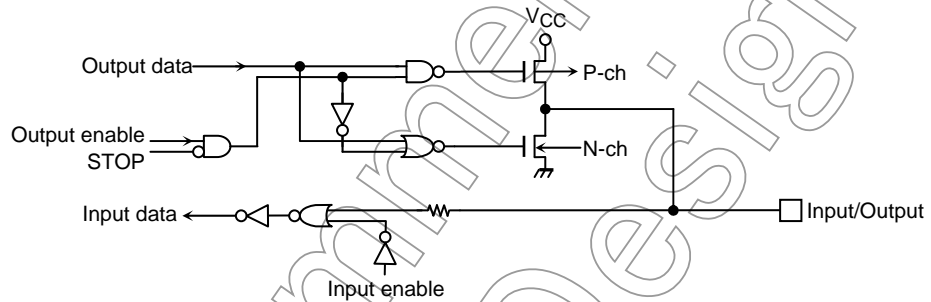 VCC
Output data
P-ch
Output enable
STOP
N-ch
Input data
Input/Output
Input enable